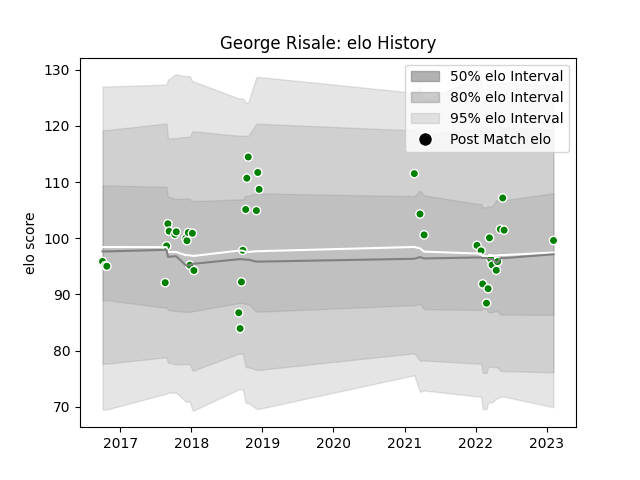 George Risale: elo History
50% elo Interval
80% elo Interval
95% elo Interval
Post Match elo
elo score
130
120
110
100
90
80
70
2017
2018
2019
2020
2021
2022
2023